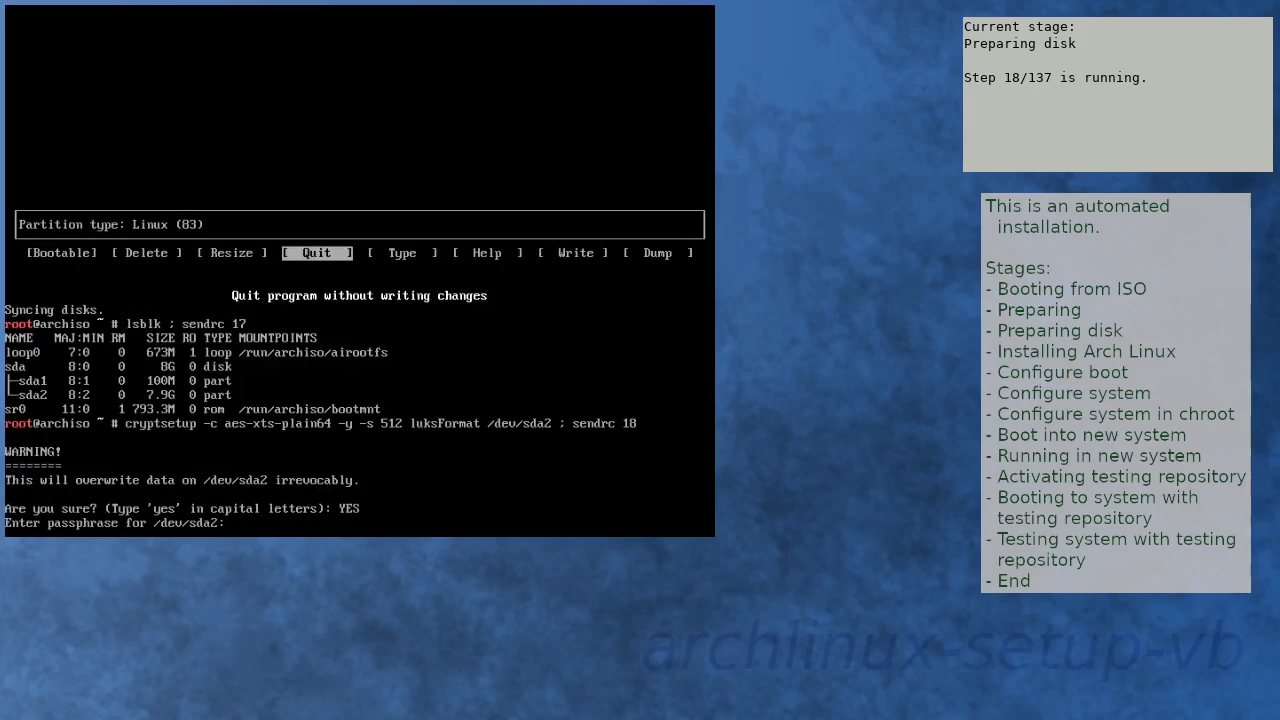 Partition type: Linux (83)
[Bootable] [ Delete ] [ Resize ] [ Quit ] [ Type ] [ Help ] [ Write ] [ Dump ]
Quit program without writing changes
Syncing disks.
root@archiso ~ # lsblk ; sendrc 17
NAME MAJ:MIN RM SIZE RO TYPE MOUNTPOINTS
loop0 7:0 0 673M 1 loop /run/archiso/airootfs
sda 8:0 0 8G 0 disk
├─sda1 8:1 0 100M 0 part
└─sda2 8:2 0 7.9G 0 part
sr0 11:0 1 793.3M 0 rom /run/archiso/bootmnt
root@archiso ~ # cryptsetup -c aes-xts-plain64 -y -s 512 luksFormat /dev/sda2 ; sendrc 18
WARNING!
========
This will overwrite data on /dev/sda2 irrevocably.
Are you sure? (Type 'yes' in capital letters): YES
Enter passphrase for /dev/sda2:
Current stage:
Preparing disk
Step 18/137 is running.
This is an automated
installation.
Stages:
- Booting from ISO
- Preparing
- Preparing disk
- Installing Arch Linux
- Configure boot
- Configure system
- Configure system in chroot
- Boot into new system
- Running in new system
- Activating testing repository
- Booting to system with
testing repository
- Testing system with testing
repository
- End
archlinux-setup-vb